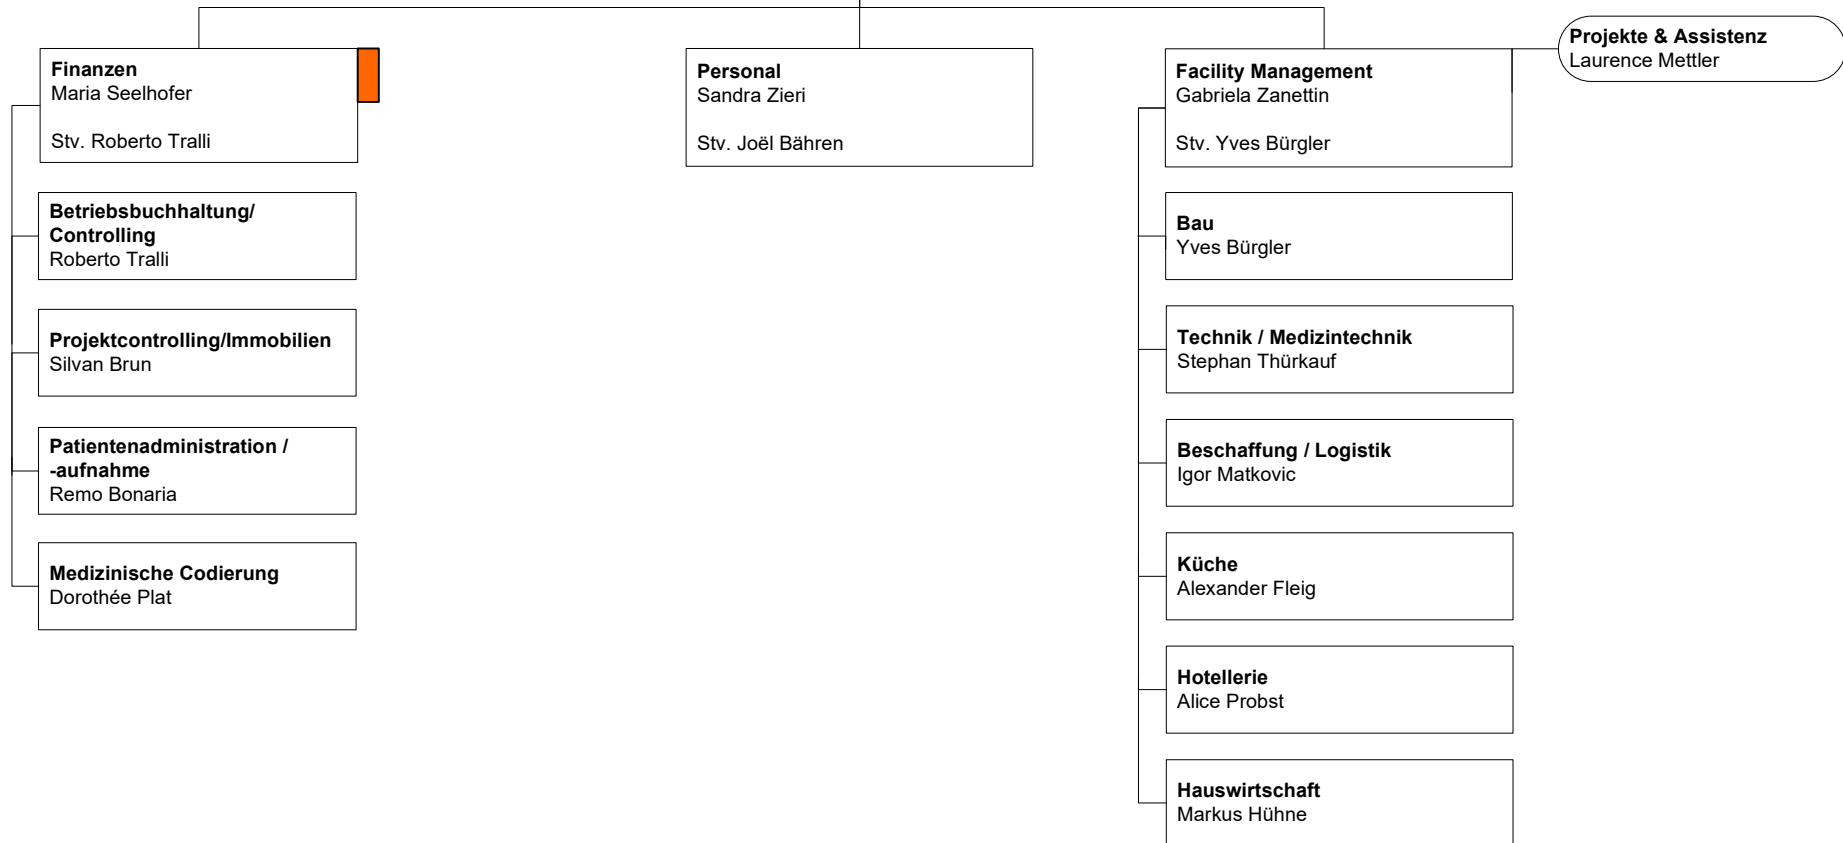 Projekte & Assistenz
Laurence Mettler
Finanzen
Maria Seelhofer
Stv. Roberto Tralli
Betriebsbuchhaltung/
Controlling
Roberto Tralli
Projektcontrolling/Immobilien
Silvan Brun
Patientenadministration /
-aufnahme
Remo Bonaria
Medizinische Codierung
Dorothée Plat
Personal
Sandra Zieri
Stv. Joël Bähren
Facility Management
Gabriela Zanettin
Stv. Yves Bürgler
Bau
Yves Bürgler
Technik / Medizintechnik
Stephan Thürkauf
Beschaffung / Logistik
Igor Matkovic
Küche
Alexander Fleig
Hotellerie
Alice Probst
Hauswirtschaft
Markus Hühne